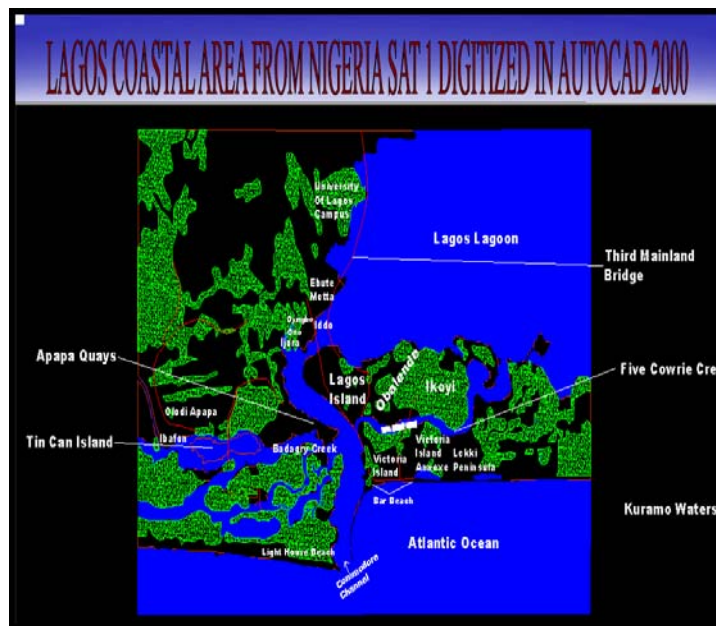 LAGOS COASTAL AREA FROM NIGERIA SAT 1 DIGITIZED IN AUTOCAD 2000
University
Of Lagos
Campus
Lagos Lagoon
Third Mainland
Bridge
Ebute
Metta
Iddo
Ijora
Apapa Quays
Lagos
Island
Obalende
Ikoyi
Five Cowrie Cre
Olodi Apapa
Ibafon
Tin Can Island
Badagry Creek
Victoria
Island
Victoria
Island
Annexe
Lekki
Peninsula
Bar Beach
Kuramo Waters
Atlantic Ocean
Light House Beach
Commodore
Channel